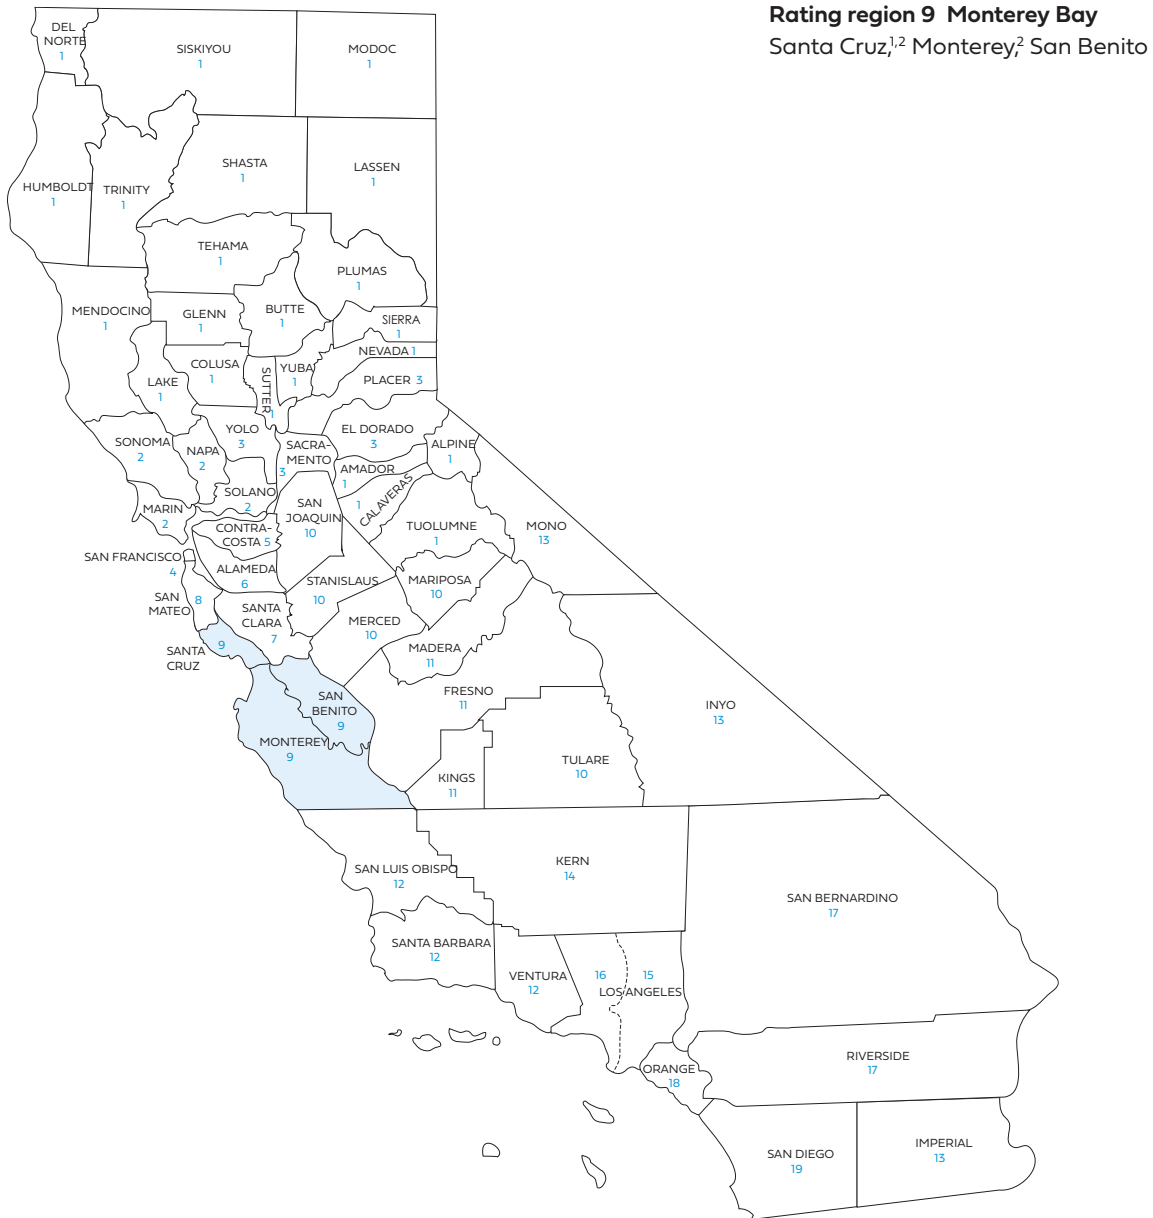 Rating region 9 Monterey Bay
Santa Cruz,1,2 Monterey,2 San Benito
DEL
NORTE
1
SISKIYOU
1
MODOC
1
SHASTA
1
LASSEN
1
HUMBOLDT
1
TRINITY
1
TEHAMA
1
PLUMAS
1
MENDOCINO
1
GLENN
1
BUTTE
1
SIERRA
1
NEVADA 1
COLUSA
1
SUTTER
1
YUBA
1
PLACER 3
LAKE
1
SONOMA
2
NAPA
2
YOLO
3
SACRA-
MENTO
3
EL DORADO
3
ALPINE
1
AMADOR
1
CALAVERAS
1
SOLANO
2
MARIN
2
SAN
JOAQUIN
10
CONTRA-
COSTA 5
TUOLUMNE
1
MONO
13
SAN FRANCISCO
4
ALAMEDA
6
STANISLAUS
10
MARIPOSA
10
SAN
MATEO
8
SANTA
CLARA
7
MERCED
10
MADERA
11
SANTA
CRUZ
9
FRESNO
11
INYO
13
SAN
BENITO
9
MONTEREY
9
KINGS
11
TULARE
10
SAN LUIS OBISPO
12
KERN
14
SAN BERNARDINO
17
SANTA BARBARA
12
VENTURA
12
16
15
LOS ANGELES
ORANGE
18
RIVERSIDE
17
SAN DIEGO
19
IMPERIAL
13